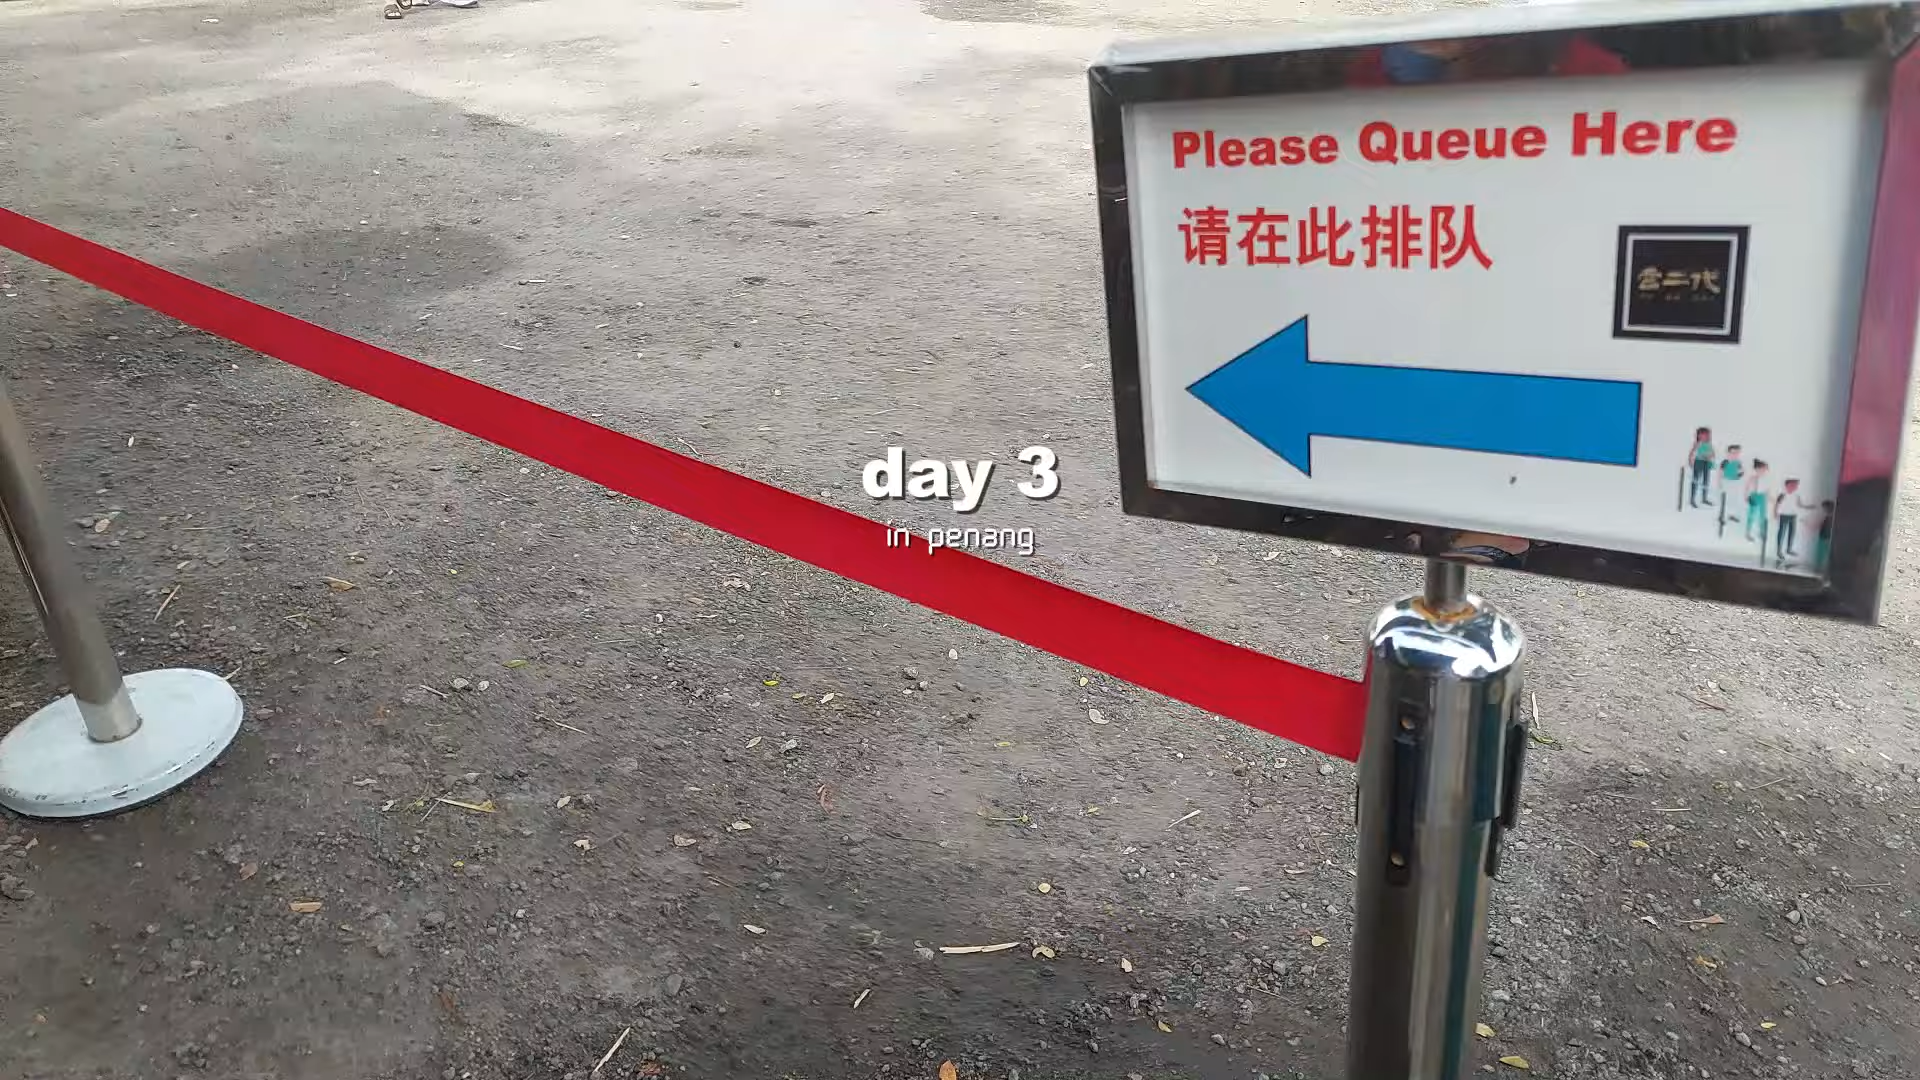 Please Queue Here
请在此排队
day 3
in penang